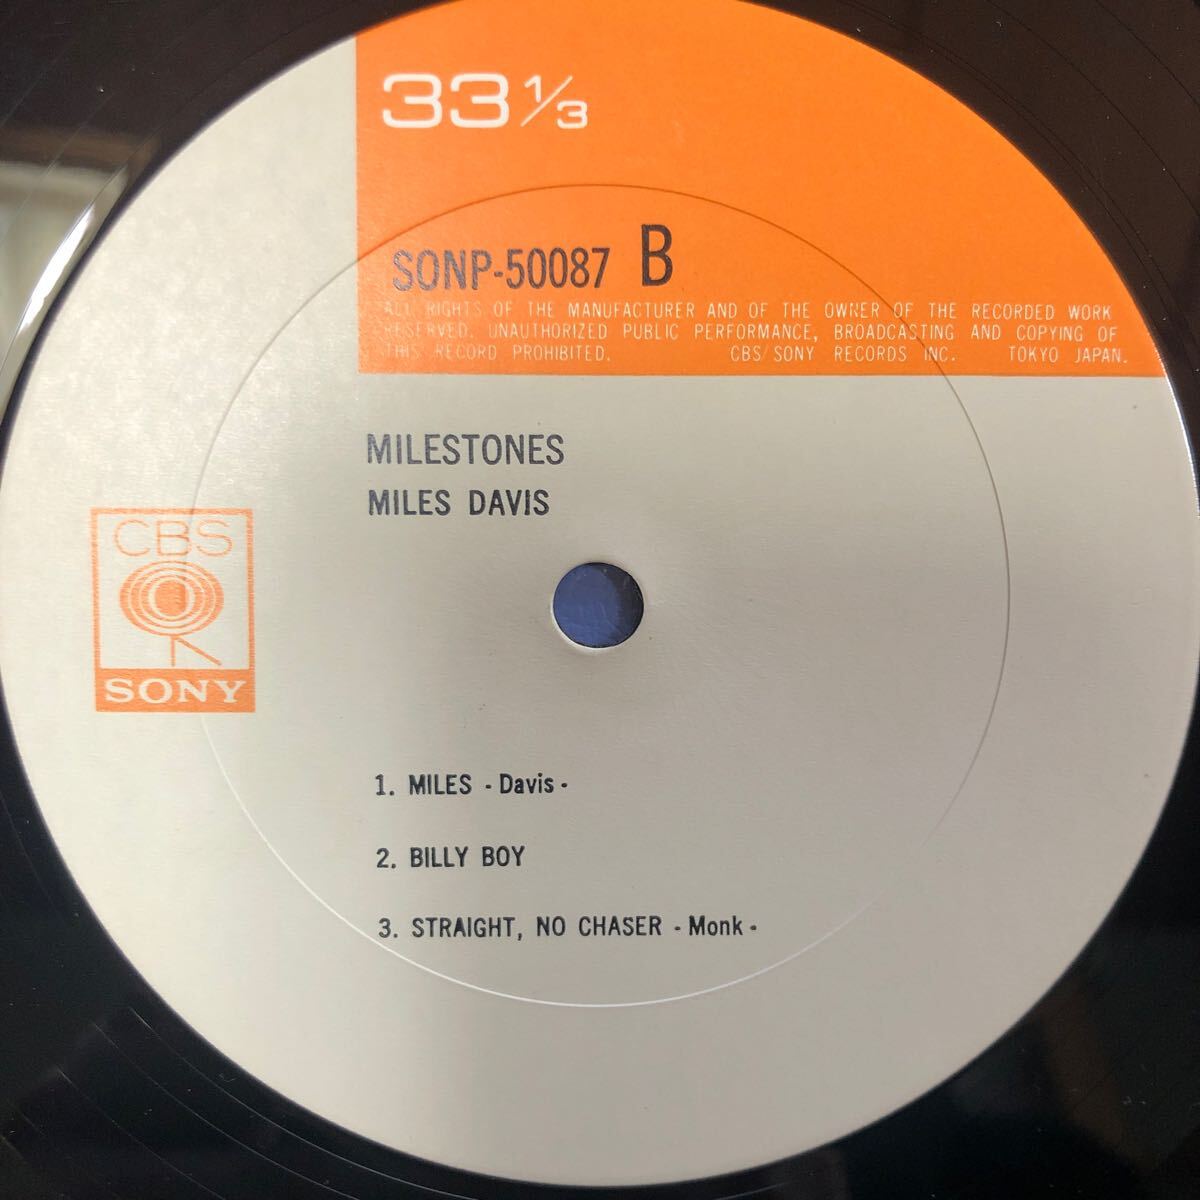 33 1/3
SONP-50087 B
ALL RIGHTS OF THE MANUFACTURER AND OF THE OWNER OF THE RECORDED WORK
RESERVED. UNAUTHORIZED PUBLIC PERFORMANCE, BROADCASTING AND COPYING OF
THIS RECORD PROHIBITED. CBS/SONY RECORDS INC. TOKYO JAPAN.
MILESTONES
MILES DAVIS
CBS
SONY
1. MILES - Davis -
2. BILLY BOY
3. STRAIGHT, NO CHASER - Monk -